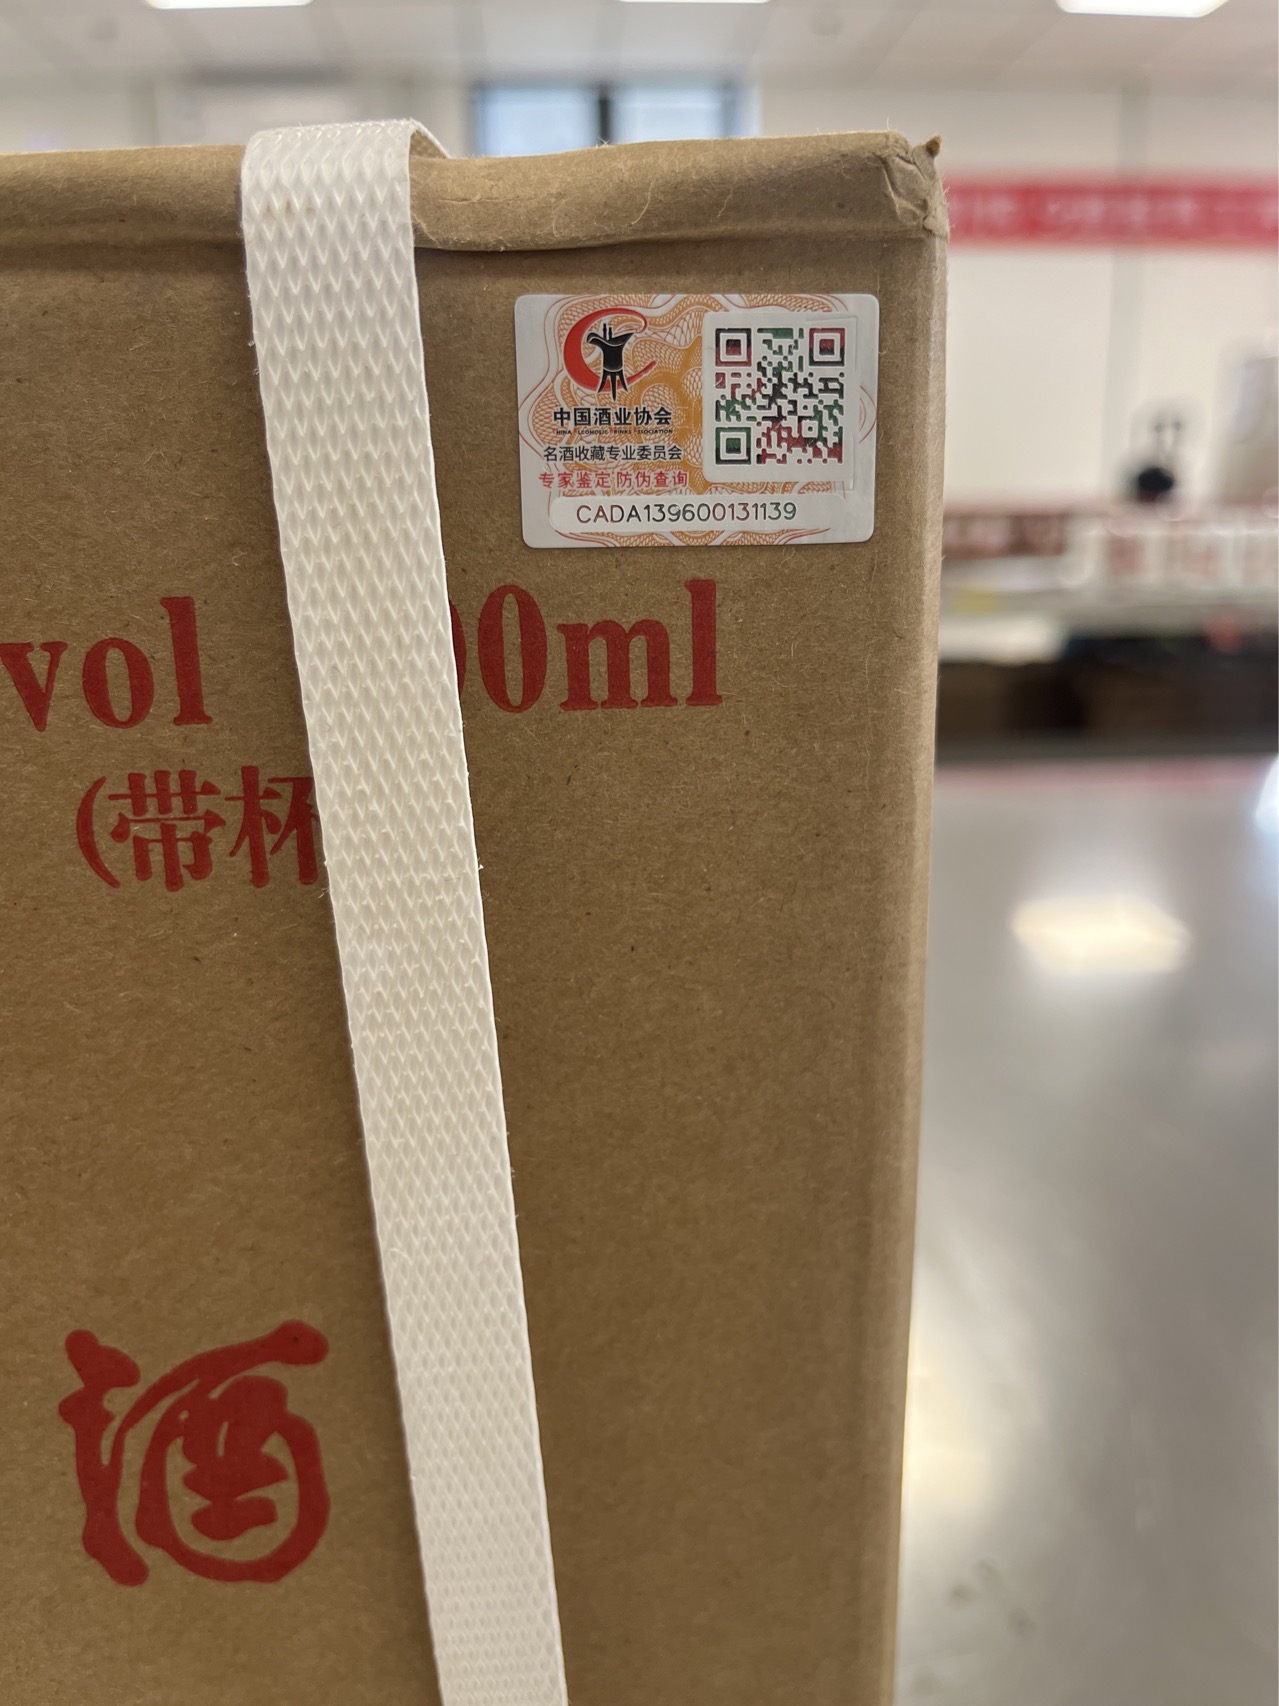 中国酒业协会
名酒收藏专业委员会
专家鉴定 防伪查询
CADA139600131139
vol 00ml
(带杯
酒